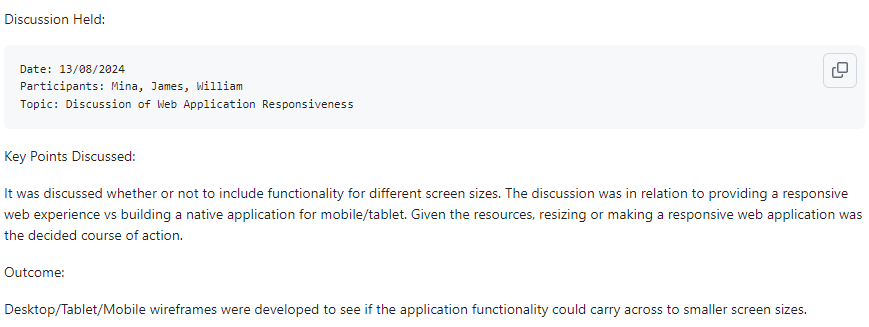 Discussion Held:
Date: 13/08/2024
Participants: Mina, James, William
Topic: Discussion of Web Application Responsiveness
Key Points Discussed:
It was discussed whether or not to include functionality for different screen sizes. The discussion was in relation to providing a responsive
web experience vs building a native application for mobile/tablet. Given the resources, resizing or making a responsive web application was
the decided course of action.
Outcome:
Desktop/Tablet/Mobile wireframes were developed to see if the application functionality could carry across to smaller screen sizes.